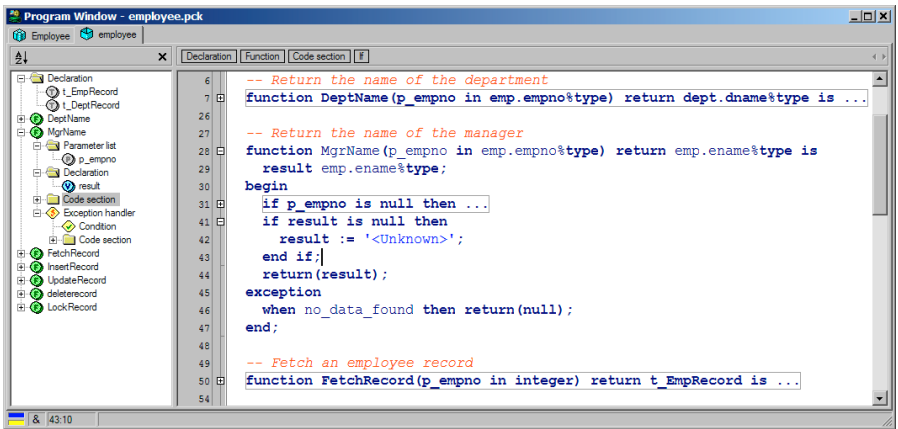 Program Window - employee.pck
Employee employee
Declaration Function Code section If
Declaration
t_EmpRecord
t_DeptRecord
DeptName
MgrName
Parameter list
p_empno
Declaration
result
Code section
Exception handler
Condition
Code section
FetchRecord
InsertRecord
UpdateRecord
deleterecord
LockRecord
6 -- Return the name of the department
7 function DeptName(p_empno in emp.empno%type) return dept.dname%type is ...
26
27 -- Return the name of the manager
28 function MgrName(p_empno in emp.empno%type) return emp.ename%type is
29 result emp.ename%type;
30 begin
31 if p_empno is null then ...
41 if result is null then
42 result := '<Unknown>';
43 end if;
44 return(result);
45 exception
46 when no_data_found then return(null);
47 end;
48
49 -- Fetch an employee record
50 function FetchRecord(p_empno in integer) return t_EmpRecord is ...
54
& 43:10